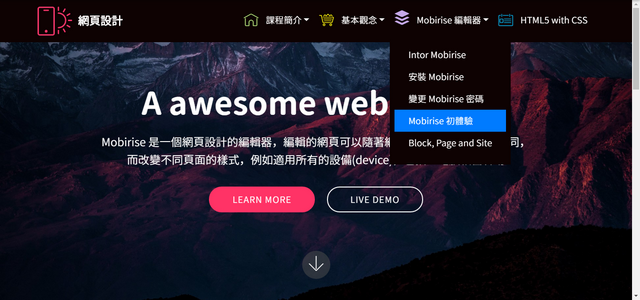 網頁設計
課程簡介
基本觀念
Mobirise 編輯器
HTML5 with CSS
Intor Mobirise
安裝 Mobirise
變更 Mobirise 密碼
Mobirise 初體驗
Block, Page and Site
A awesome web
Mobirise 是一個網頁設計的編輯器，編輯的網頁可以隨著
而改變不同頁面的樣式，例如適用所有的設備(device)
LEARN MORE
LIVE DEMO